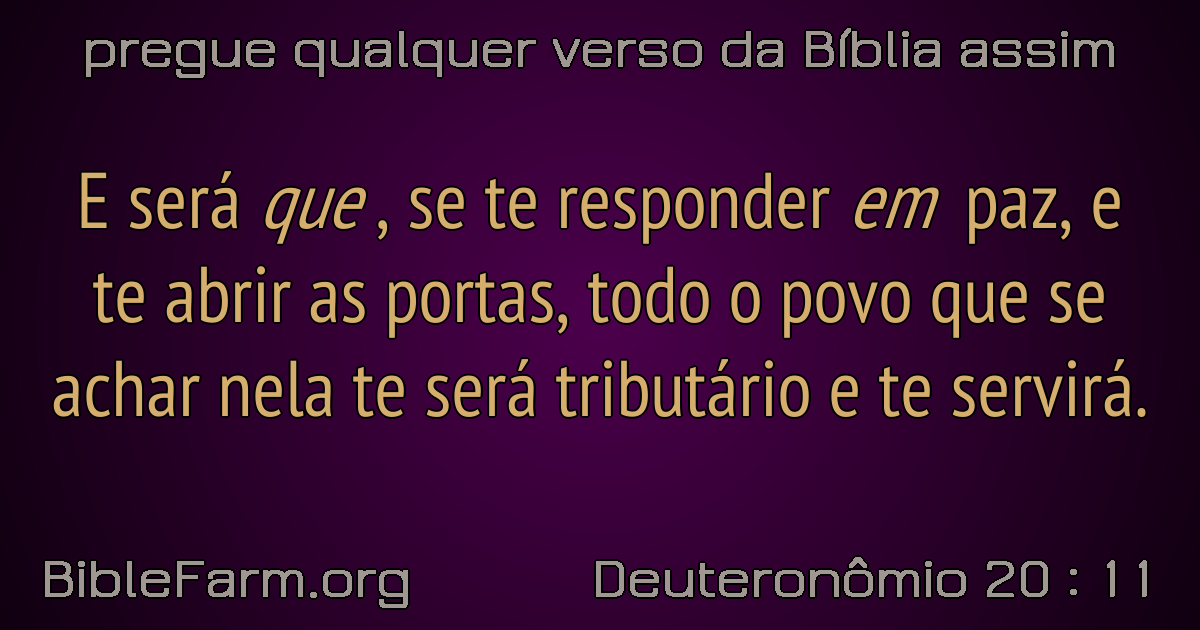 pregue qualquer verso da Bíblia assim
E será que , se te responder em paz, e
te abrir as portas, todo o povo que se
achar nela te será tributário e te servirá.
BibleFarm.org
Deuteronômio 20 : 11